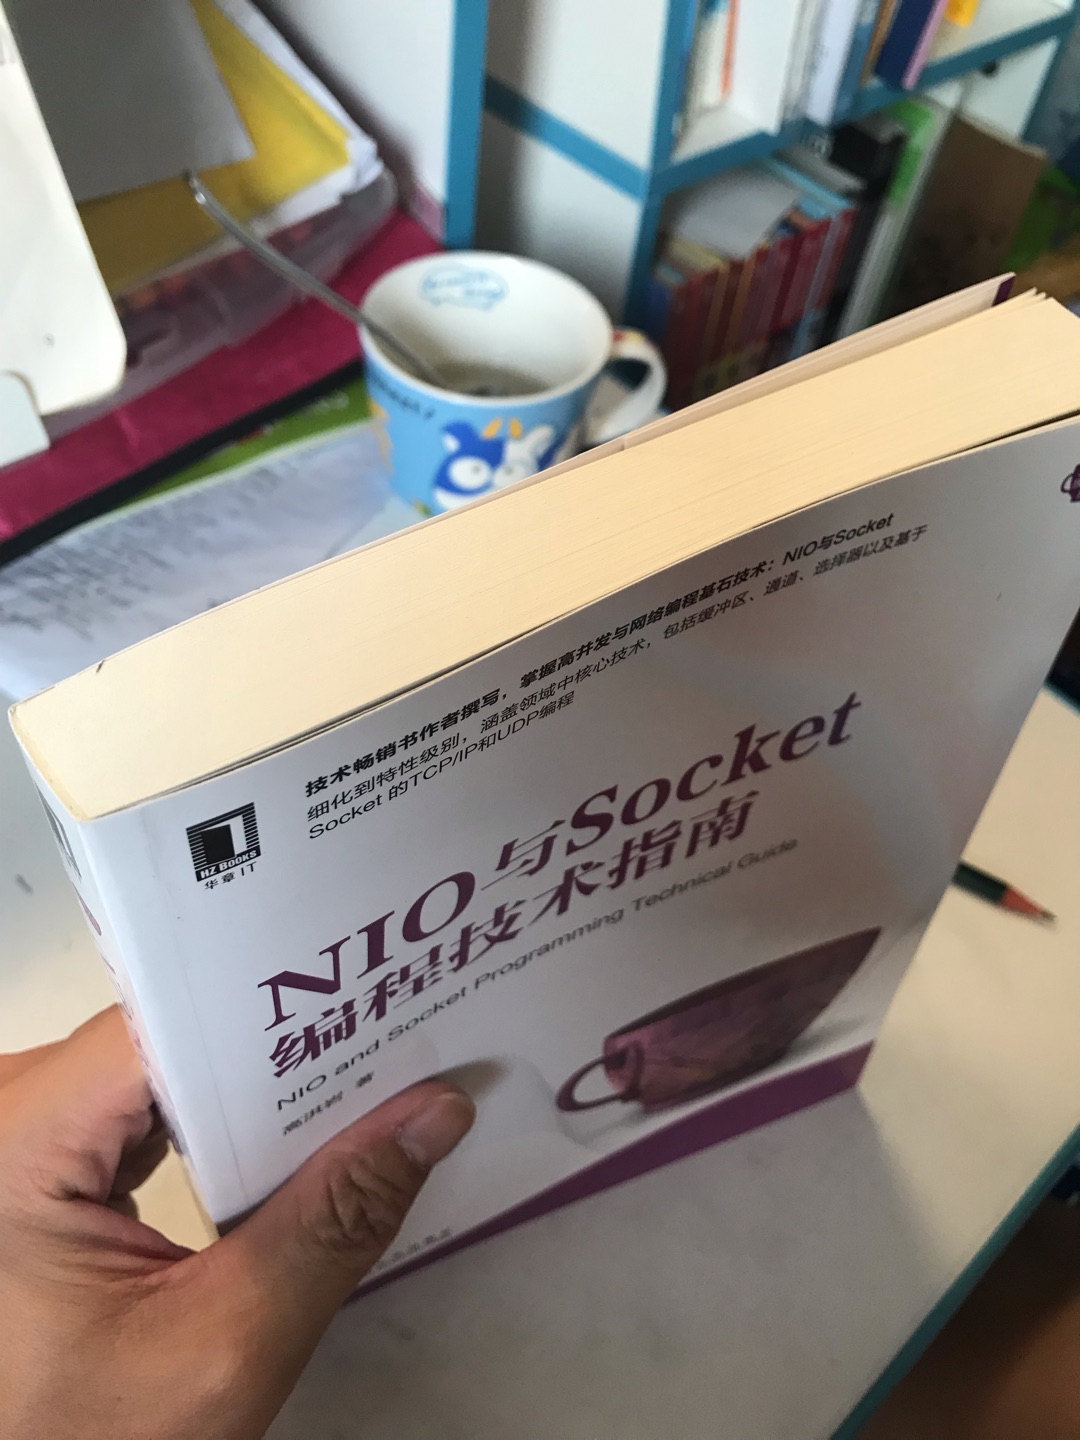 技术畅销书作者撰写，掌握高并发与网络编程基石技术：NIO与Socket
细化到特性级别，涵盖领域中核心技术，包括缓冲区、通道、选择器以及基于
Socket 的TCP/IP和UDP编程
HZ BOOKS
华章IT
NIO与Socket
编程技术指南
NIO and Socket Programming Technical Guide
高洪岩 著